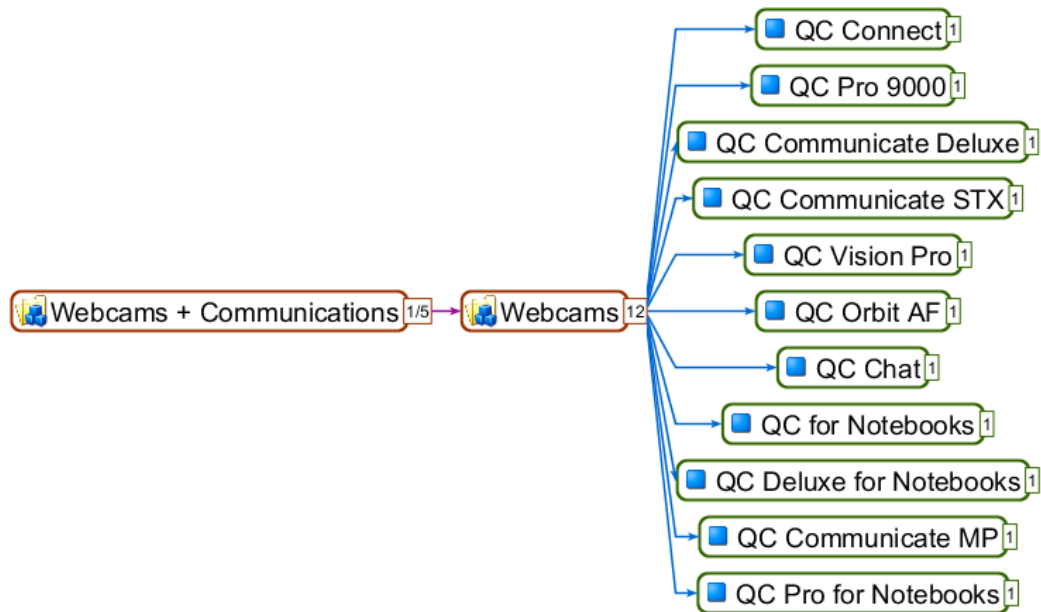 QC Connect 1
QC Pro 9000 1
QC Communicate Deluxe 1
QC Communicate STX 1
QC Vision Pro 1
Webcams + Communications 1/5
Webcams 12
QC Orbit AF 1
QC Chat 1
QC for Notebooks 1
QC Deluxe for Notebooks 1
QC Communicate MP 1
QC Pro for Notebooks 1